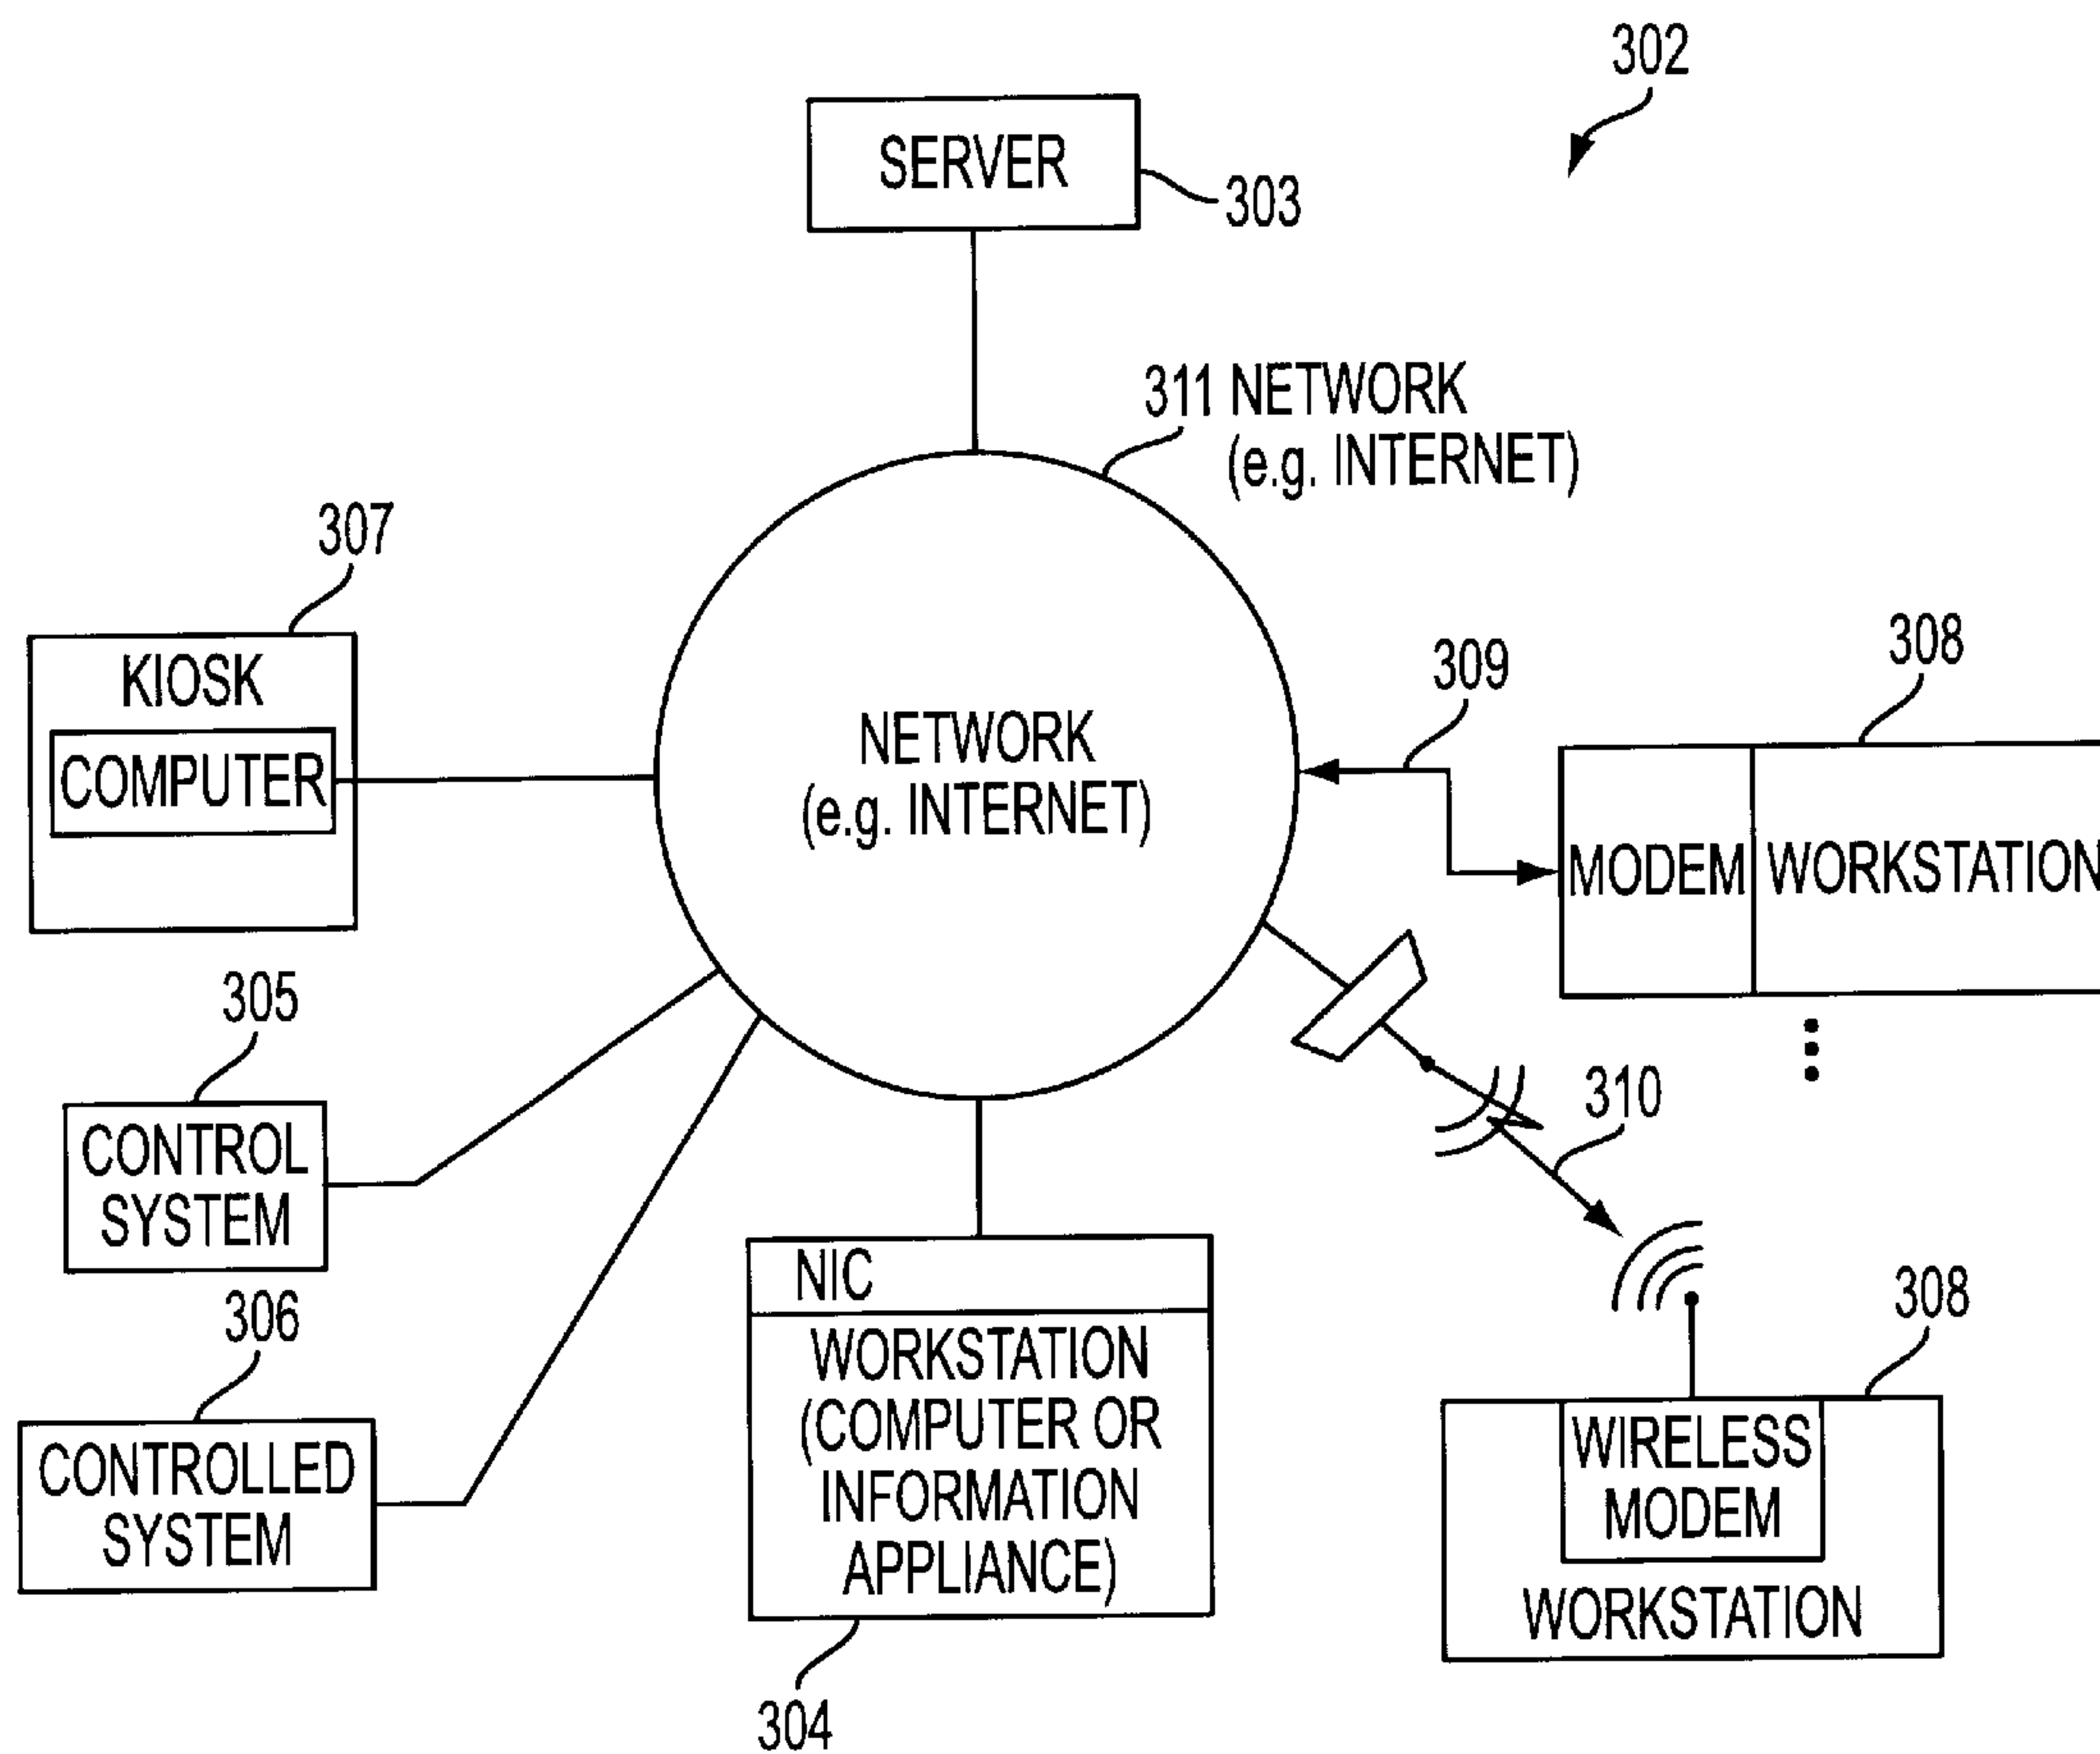 302
SERVER
303
311 NETWORK
(e.g. INTERNET)
307
KIOSK
COMPUTER
NETWORK
(e.g. INTERNET)
309
308
MODEM
WORKSTATION
305
CONTROL
SYSTEM
310
306
CONTROLLED
SYSTEM
NIC
WORKSTATION
(COMPUTER OR
INFORMATION
APPLIANCE)
304
308
WIRELESS
MODEM
WORKSTATION